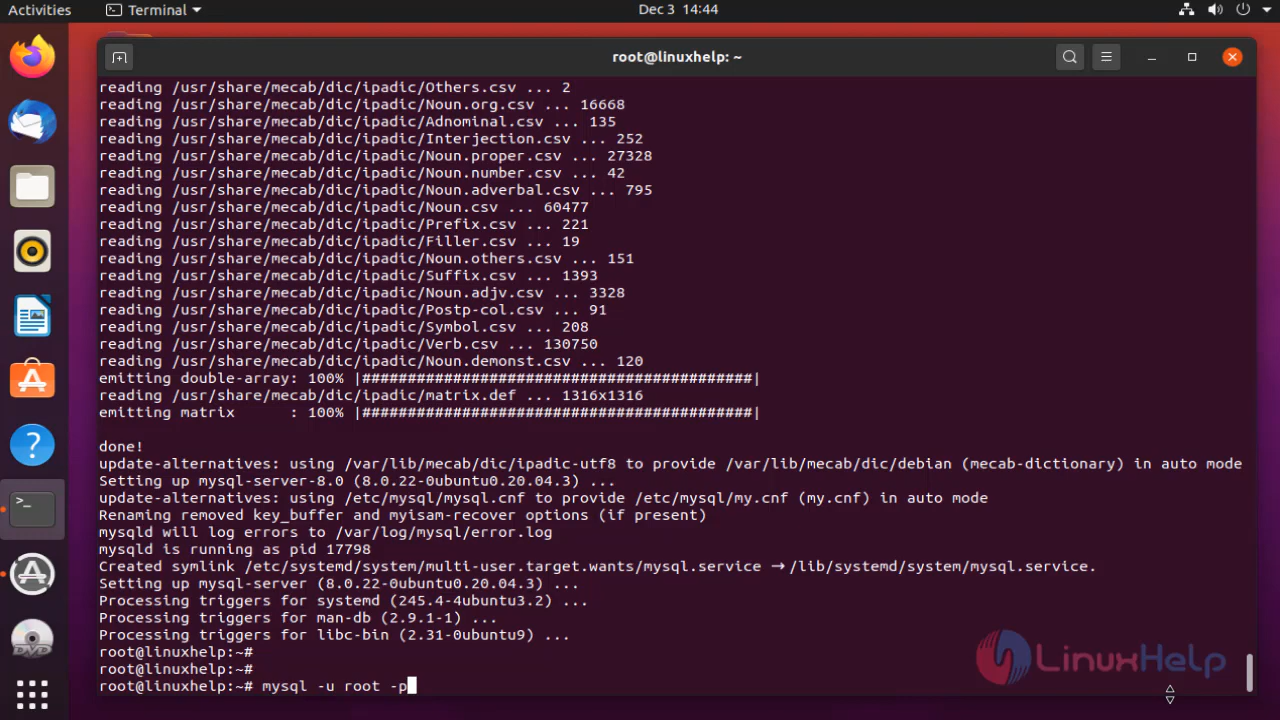 Activities
Terminal
Dec 3 14:44
root@linuxhelp: ~
reading /usr/share/mecab/dic/ipadic/Others.csv ... 2
reading /usr/share/mecab/dic/ipadic/Noun.org.csv ... 16668
reading /usr/share/mecab/dic/ipadic/Adnominal.csv ... 135
reading /usr/share/mecab/dic/ipadic/Interjection.csv ... 252
reading /usr/share/mecab/dic/ipadic/Noun.proper.csv ... 27328
reading /usr/share/mecab/dic/ipadic/Noun.number.csv ... 42
reading /usr/share/mecab/dic/ipadic/Noun.adverbal.csv ... 795
reading /usr/share/mecab/dic/ipadic/Noun.csv ... 60477
reading /usr/share/mecab/dic/ipadic/Prefix.csv ... 221
reading /usr/share/mecab/dic/ipadic/Filler.csv ... 19
reading /usr/share/mecab/dic/ipadic/Noun.others.csv ... 151
reading /usr/share/mecab/dic/ipadic/Suffix.csv ... 1393
reading /usr/share/mecab/dic/ipadic/Noun.adjv.csv ... 3328
reading /usr/share/mecab/dic/ipadic/Postp-col.csv ... 91
reading /usr/share/mecab/dic/ipadic/Symbol.csv ... 208
reading /usr/share/mecab/dic/ipadic/Verb.csv ... 130750
reading /usr/share/mecab/dic/ipadic/Noun.demonst.csv ... 120
emitting double-array: 100% |###########################################|
reading /usr/share/mecab/dic/ipadic/matrix.def ... 1316x1316
emitting matrix      : 100% |###########################################|
done!
update-alternatives: using /var/lib/mecab/dic/ipadic-utf8 to provide /var/lib/mecab/dic/debian (mecab-dictionary) in auto mode
Setting up mysql-server-8.0 (8.0.22-0ubuntu0.20.04.3) ...
update-alternatives: using /etc/mysql/mysql.cnf to provide /etc/mysql/my.cnf (my.cnf) in auto mode
Renaming removed key_buffer and myisam-recover options (if present)
mysqld will log errors to /var/log/mysql/error.log
mysqld is running as pid 17798
Created symlink /etc/systemd/system/multi-user.target.wants/mysql.service → /lib/systemd/system/mysql.service.
Setting up mysql-server (8.0.22-0ubuntu0.20.04.3) ...
Processing triggers for systemd (245.4-4ubuntu3.2) ...
Processing triggers for man-db (2.9.1-1) ...
Processing triggers for libc-bin (2.31-0ubuntu9) ...
root@linuxhelp:~#
root@linuxhelp:~#
root@linuxhelp:~# mysql -u root -p
LinuxHelp
DVD